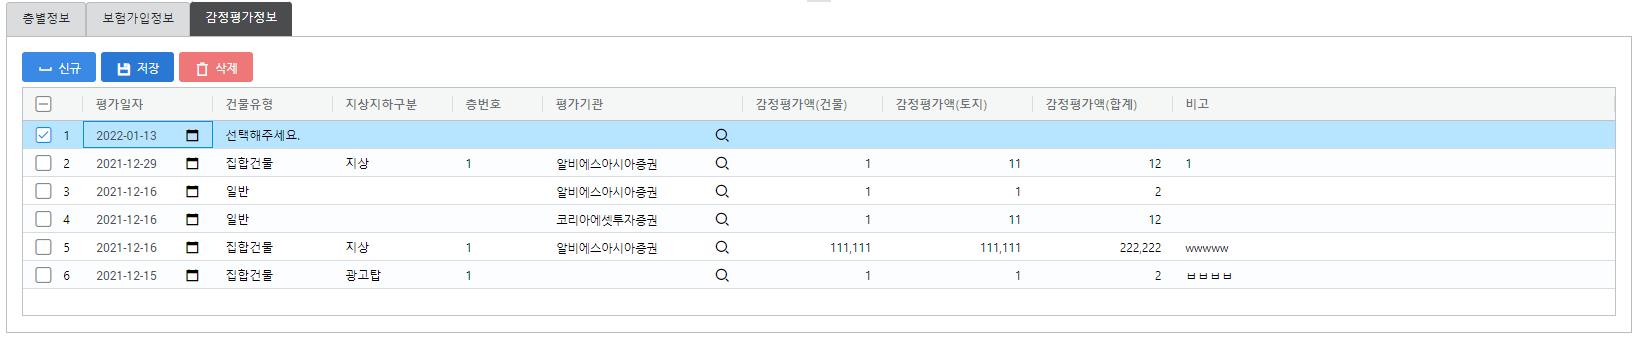 층별정보 보험가입정보 감정평가정보
신규 저장 삭제
평가일자 건물유형 지상지하구분 층번호 평가기관 감정평가액(건물) 감정평가액(토지) 감정평가액(합계) 비고
1 2022-01-13 선택해주세요.
2 2021-12-29 집합건물 지상 1 알비에스아시아증권 1 11 12 1
3 2021-12-16 일반 알비에스아시아증권 1 1 2
4 2021-12-16 일반 코리아에셋투자증권 1 11 12
5 2021-12-16 집합건물 지상 1 알비에스아시아증권 111,111 111,111 222,222 wwwww
6 2021-12-15 집합건물 광고탑 1 1 1 2 ㅂㅂㅂㅂ